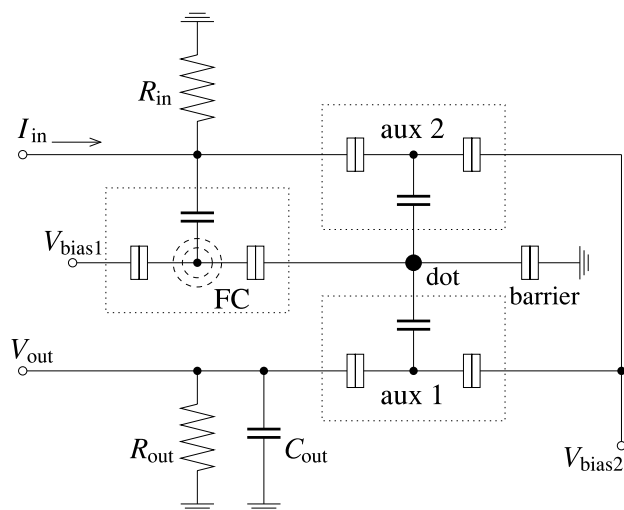 R_in
I_in
aux 2
V_bias1
FC
dot
barrier
V_out
aux 1
R_out
C_out
V_bias2